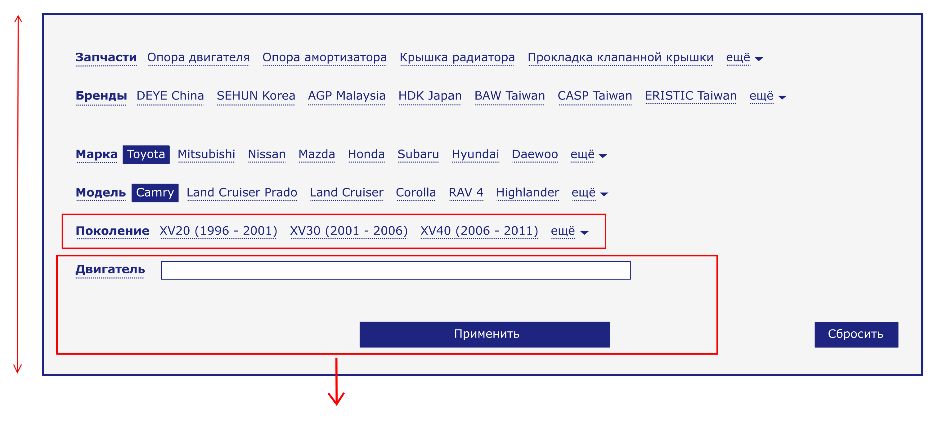 Запчасти Опора двигателя Опора амортизатора Крышка радиатора Прокладка клапанной крышки ещё
Бренды DEYE China SEHUN Korea AGP Malaysia HDK Japan BAW Taiwan CASP Taiwan ERISTIC Taiwan ещё
Марка Toyota Mitsubishi Nissan Mazda Honda Subaru Hyundai Daewoo ещё
Модель Camry Land Cruiser Prado Land Cruiser Corolla RAV 4 Highlander ещё
Поколение XV20 (1996 - 2001) XV30 (2001 - 2006) XV40 (2006 - 2011) ещё
Двигатель
Применить Сбросить